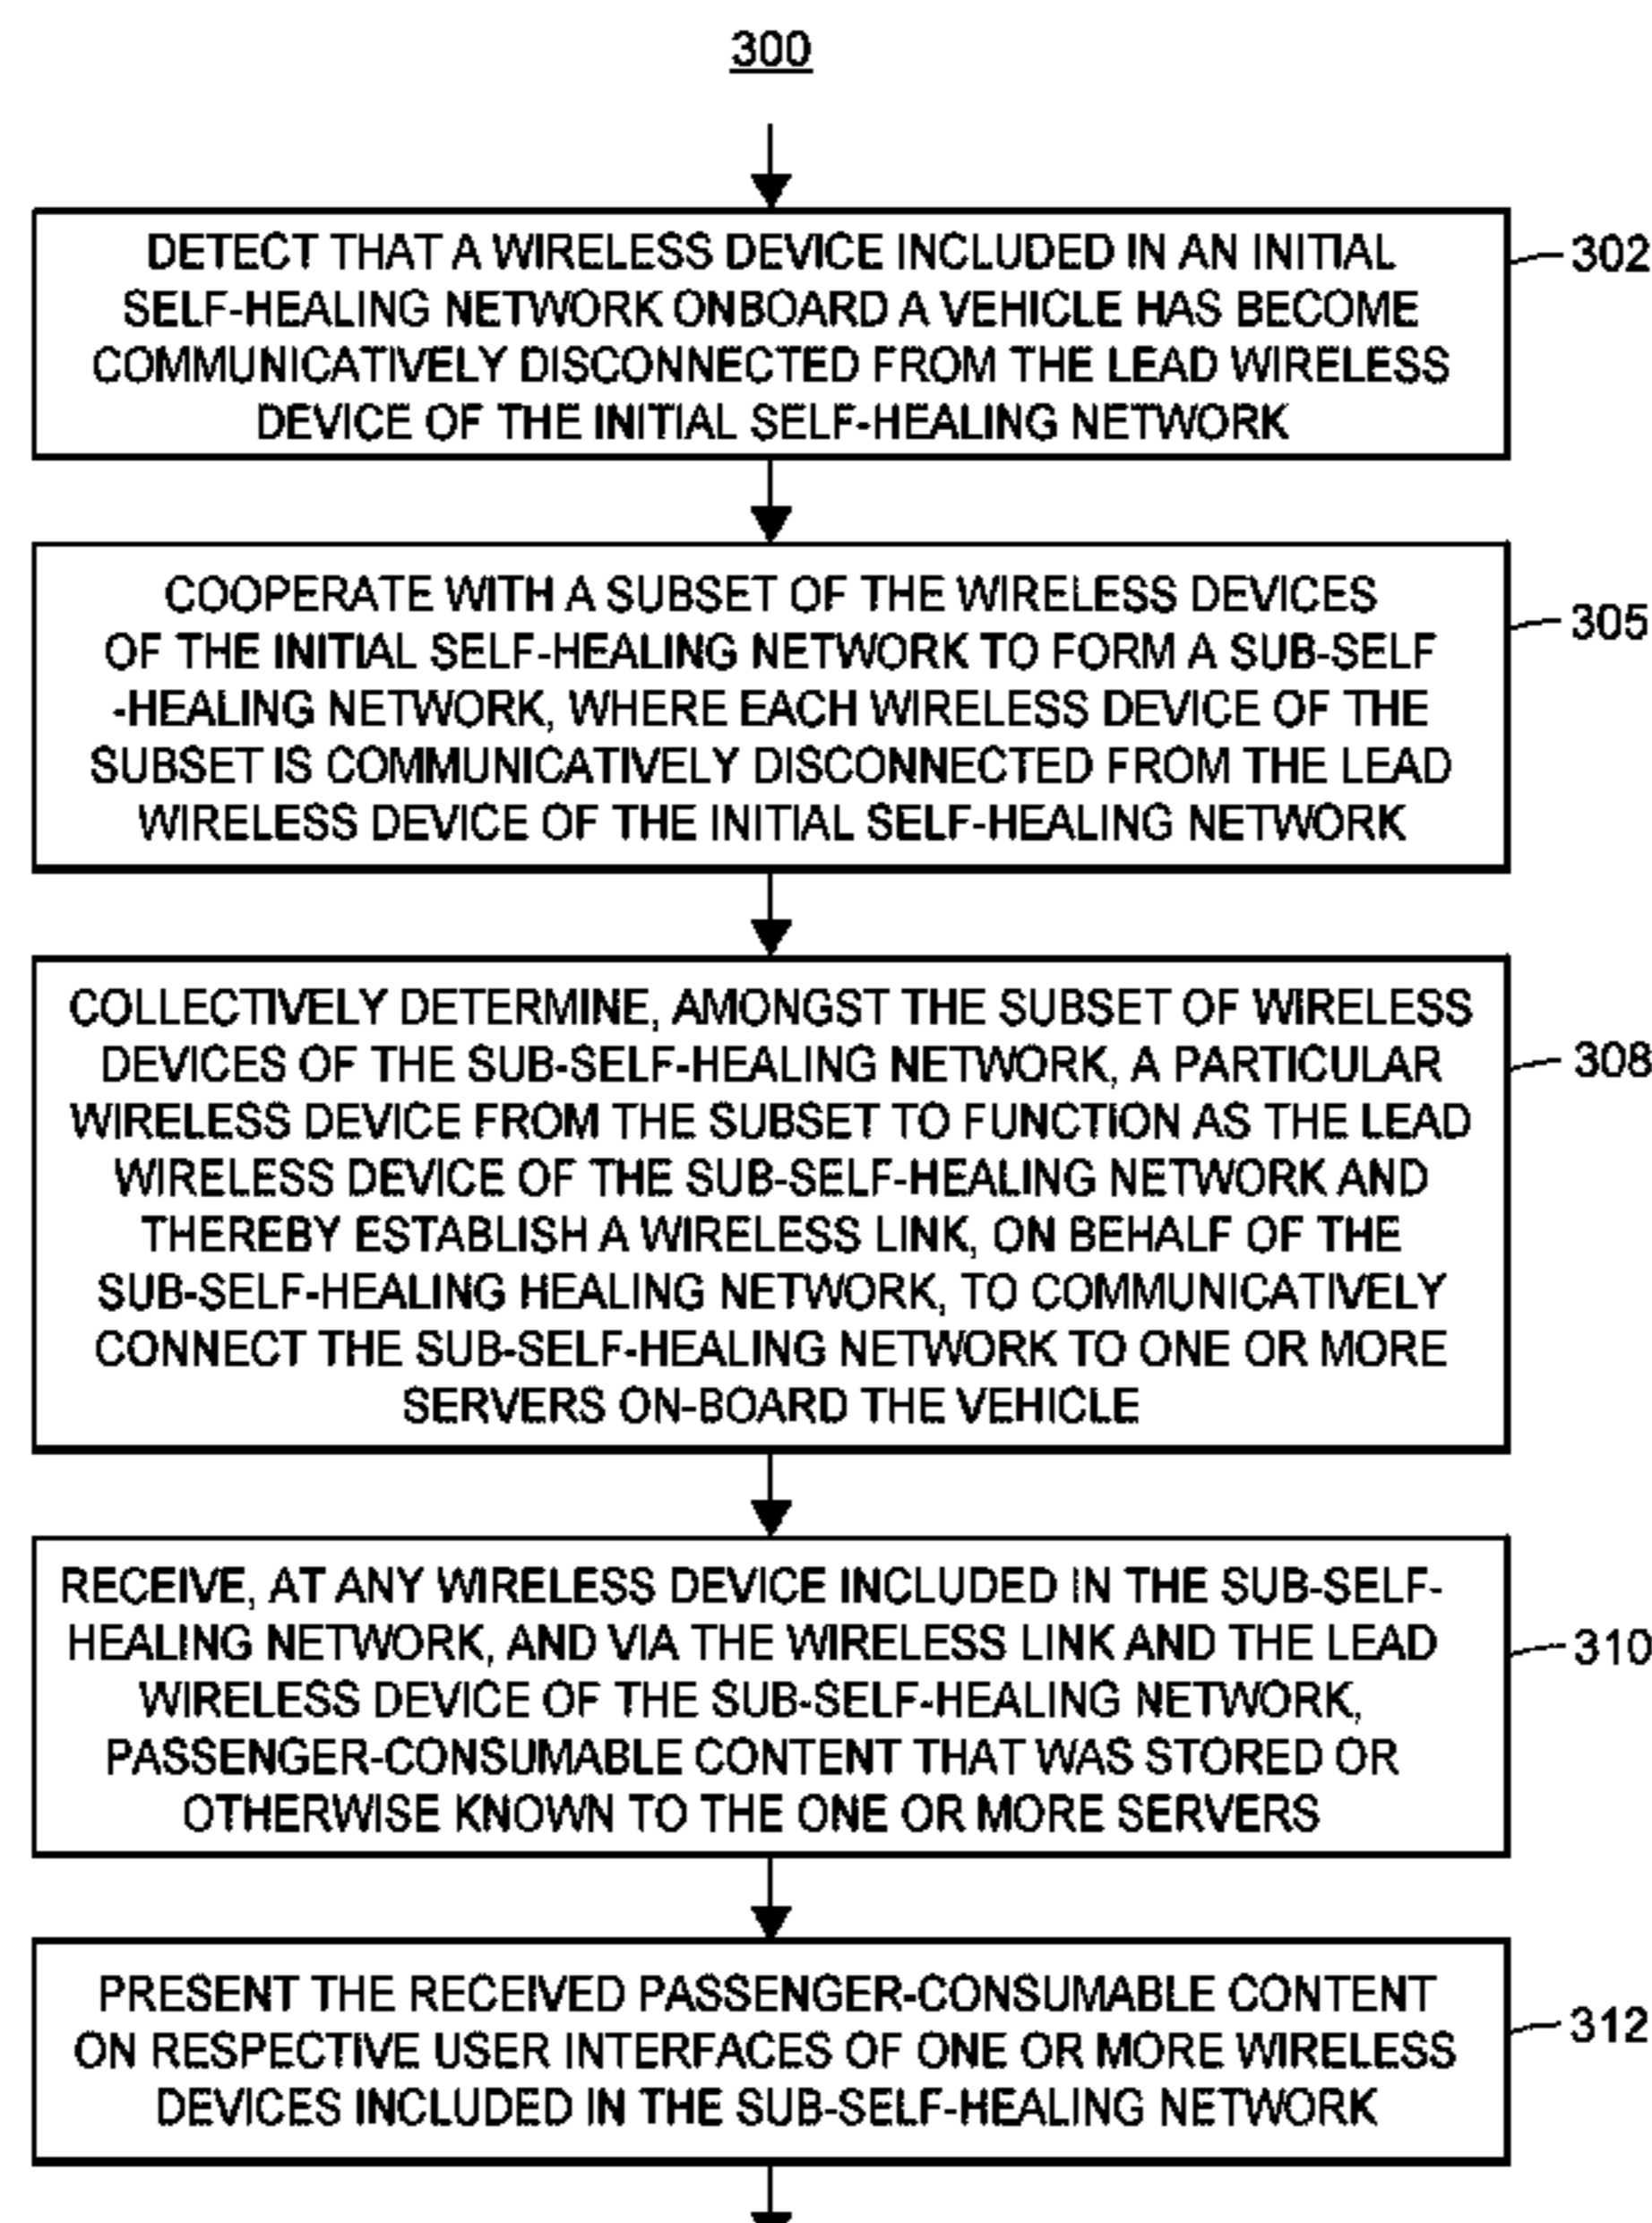 300
DETECT THAT A WIRELESS DEVICE INCLUDED IN AN INITIAL
SELF-HEALING NETWORK ONBOARD A VEHICLE HAS BECOME
COMMUNICATIVELY DISCONNECTED FROM THE LEAD WIRELESS
DEVICE OF THE INITIAL SELF-HEALING NETWORK
302
COOPERATE WITH A SUBSET OF THE WIRELESS DEVICES
OF THE INITIAL SELF-HEALING NETWORK TO FORM A SUB-SELF
-HEALING NETWORK, WHERE EACH WIRELESS DEVICE OF THE
SUBSET IS COMMUNICATIVELY DISCONNECTED FROM THE LEAD
WIRELESS DEVICE OF THE INITIAL SELF-HEALING NETWORK
305
COLLECTIVELY DETERMINE, AMONGST THE SUBSET OF WIRELESS
DEVICES OF THE SUB-SELF-HEALING NETWORK, A PARTICULAR
WIRELESS DEVICE FROM THE SUBSET TO FUNCTION AS THE LEAD
WIRELESS DEVICE OF THE SUB-SELF-HEALING NETWORK AND
THEREBY ESTABLISH A WIRELESS LINK, ON BEHALF OF THE
SUB-SELF-HEALING HEALING NETWORK, TO COMMUNICATIVELY
CONNECT THE SUB-SELF-HEALING NETWORK TO ONE OR MORE
SERVERS ON-BOARD THE VEHICLE
308
RECEIVE, AT ANY WIRELESS DEVICE INCLUDED IN THE SUB-SELF-
HEALING NETWORK, AND VIA THE WIRELESS LINK AND THE LEAD
WIRELESS DEVICE OF THE SUB-SELF-HEALING NETWORK,
PASSENGER-CONSUMABLE CONTENT THAT WAS STORED OR
OTHERWISE KNOWN TO THE ONE OR MORE SERVERS
310
PRESENT THE RECEIVED PASSENGER-CONSUMABLE CONTENT
ON RESPECTIVE USER INTERFACES OF ONE OR MORE WIRELESS
DEVICES INCLUDED IN THE SUB-SELF-HEALING NETWORK
312